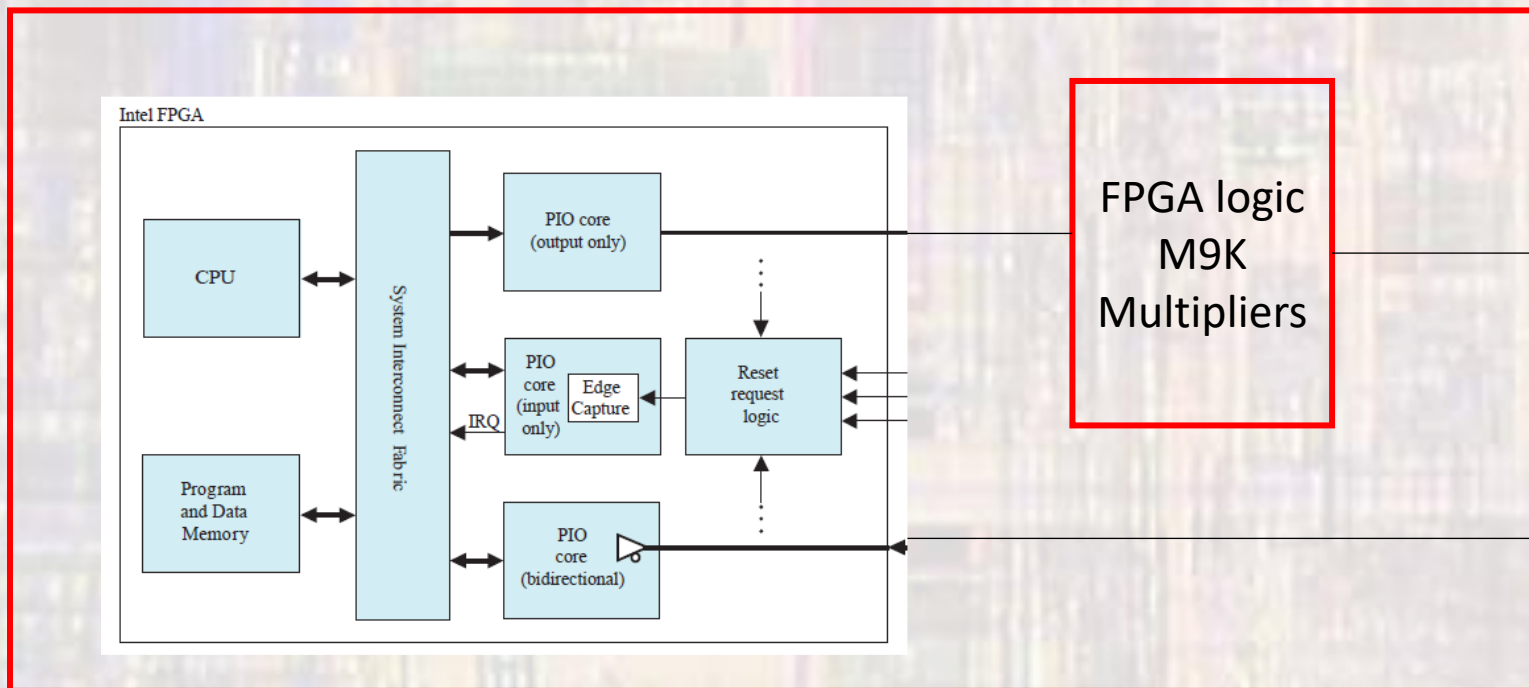 Intel FPGA
CPU
Program
and Data
Memory
System Interconnect Fabric
PIO core
(output only)
PIO
core
(input
only)
Edge
Capture
IRQ
Reset
request
logic
PIO
core
(bidirectional)
FPGA logic
M9K
Multipliers